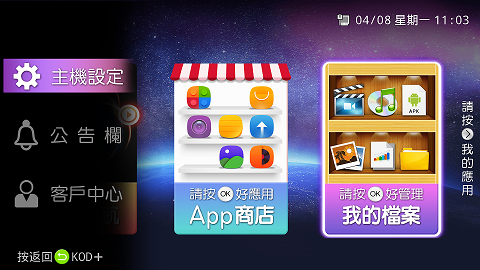 04/08 星期一 11:03
主機設定
公告欄
客戶中心
按返回 KOD+
請按 OK 好應用
App商店
APK
請按 OK 好管理
我的檔案
請按 我的應用